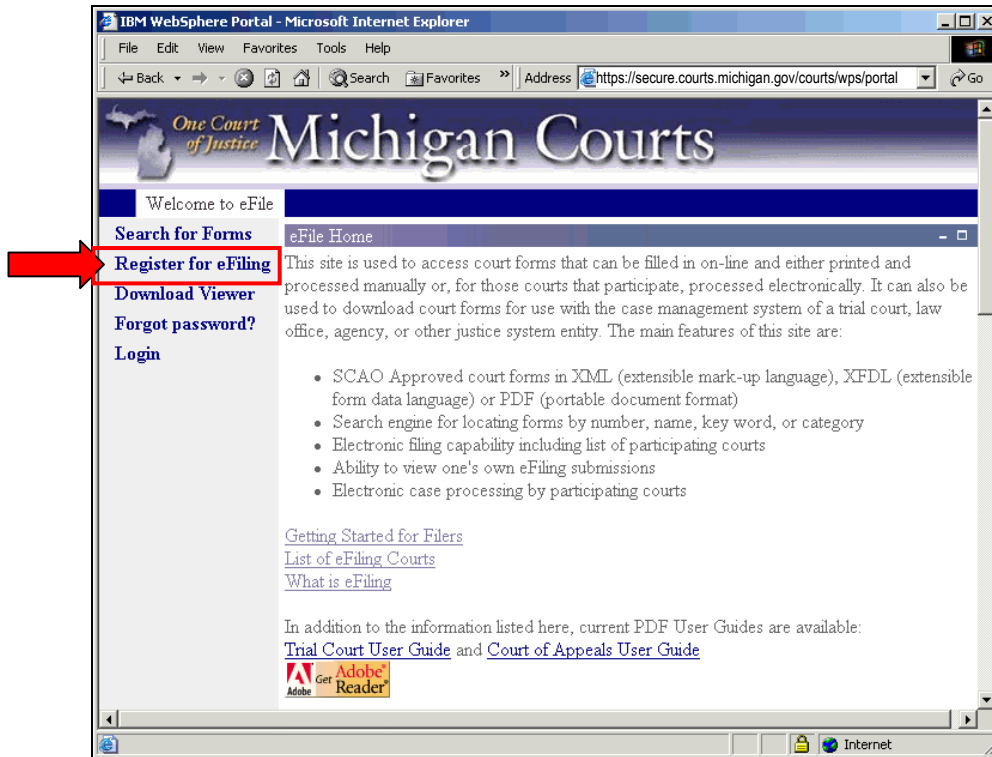 IBM WebSphere Portal - Microsoft Internet Explorer
File Edit View Favorites Tools Help
Back Search Favorites » Address https://secure.courts.michigan.gov/courts/wps/portal Go
One Court
of Justice
Michigan Courts
Welcome to eFile
Search for Forms
Register for eFiling
Download Viewer
Forgot password?
Login
eFile Home
This site is used to access court forms that can be filled in on-line and either printed and
processed manually or, for those courts that participate, processed electronically. It can also be
used to download court forms for use with the case management system of a trial court, law
office, agency, or other justice system entity. The main features of this site are:
• SCAO Approved court forms in XML (extensible mark-up language), XFDL (extensible
form data language) or PDF (portable document format)
• Search engine for locating forms by number, name, key word, or category
• Electronic filing capability including list of participating courts
• Ability to view one's own eFiling submissions
• Electronic case processing by participating courts
Getting Started for Filers
List of eFiling Courts
What is eFiling
In addition to the information listed here, current PDF User Guides are available:
Trial Court User Guide and Court of Appeals User Guide
Adobe Get Adobe® Reader®
Internet